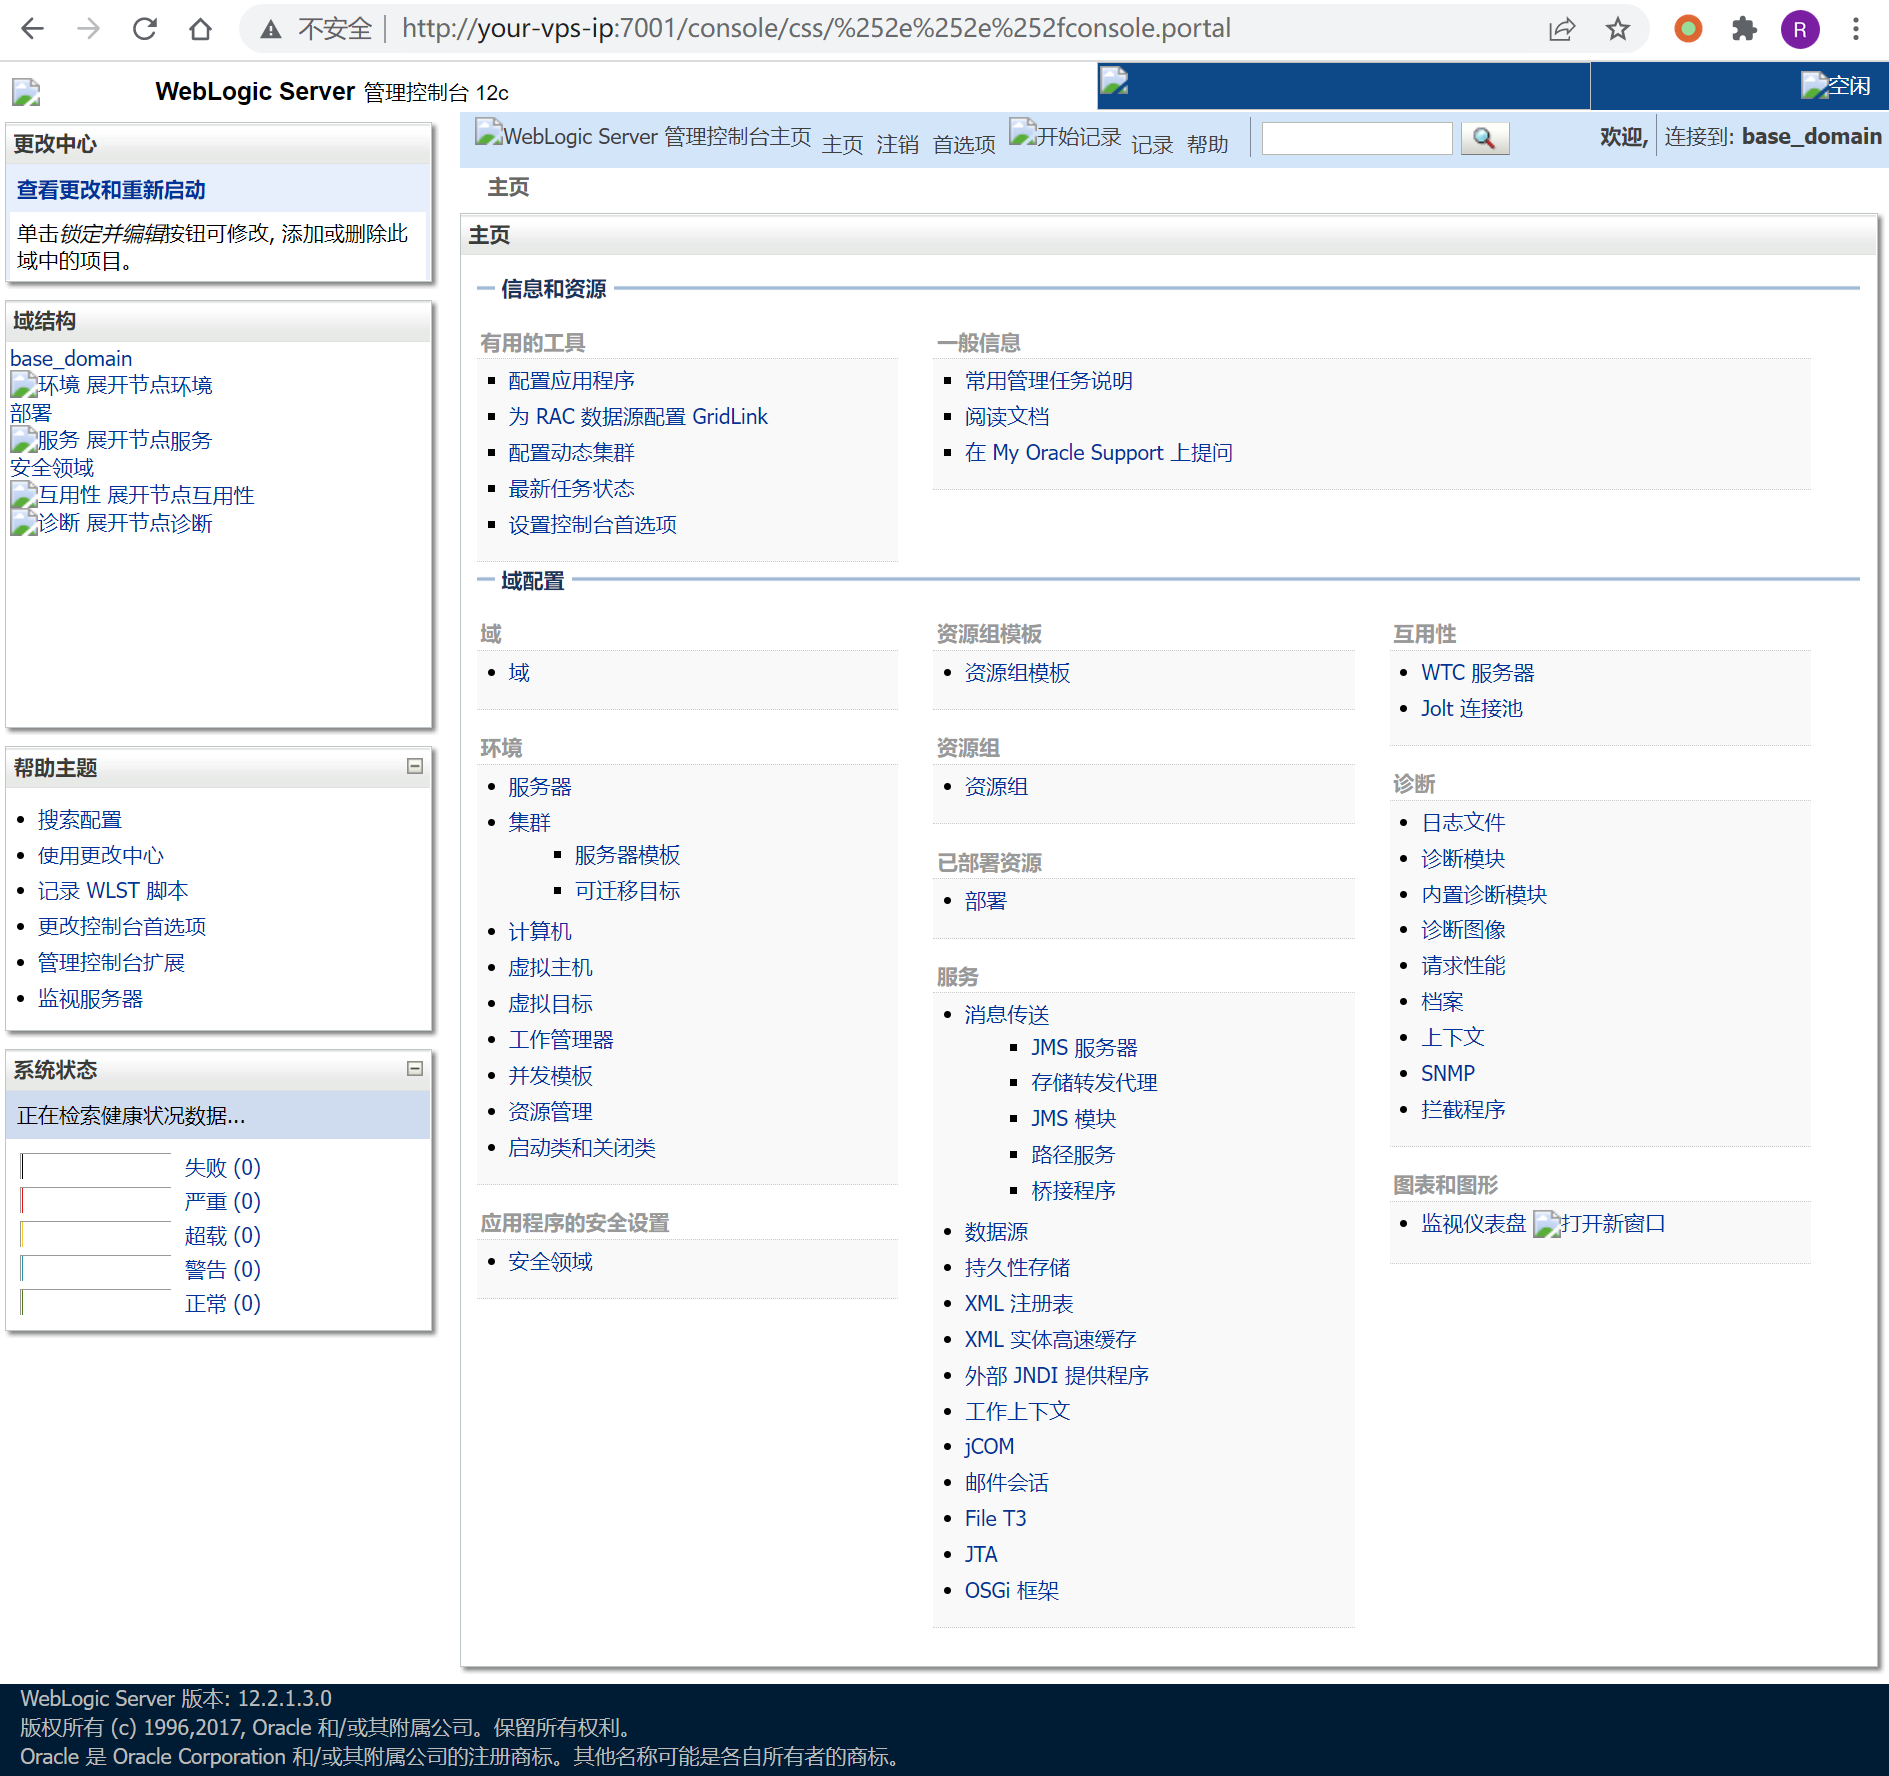 不安全 http://your-vps-ip:7001/console/css/%252e%252e%252fconsole.portal R
WebLogic Server 管理控制台 12c
空闲
更改中心
查看更改和重新启动
单击锁定并编辑按钮可修改, 添加或删除此
域中的项目。
域结构
base_domain
环境 展开节点环境
部署
服务 展开节点服务
安全领域
互用性 展开节点互用性
诊断 展开节点诊断
帮助主题
搜索配置
使用更改中心
记录 WLST 脚本
更改控制台首选项
管理控制台扩展
监视服务器
系统状态
正在检索健康状况数据...
失败 (0)
严重 (0)
超载 (0)
警告 (0)
正常 (0)
WebLogic Server 管理控制台主页 主页 注销 首选项 开始记录 记录 帮助
欢迎, 连接到: base_domain
主页
主页
信息和资源
有用的工具
配置应用程序
为 RAC 数据源配置 GridLink
配置动态集群
最新任务状态
设置控制台首选项
一般信息
常用管理任务说明
阅读文档
在 My Oracle Support 上提问
域配置
域
域
环境
服务器
集群
服务器模板
可迁移目标
计算机
虚拟主机
虚拟目标
工作管理器
并发模板
资源管理
启动类和关闭类
应用程序的安全设置
安全领域
资源组模板
资源组模板
资源组
资源组
已部署资源
部署
服务
消息传送
JMS 服务器
存储转发代理
JMS 模块
路径服务
桥接程序
数据源
持久性存储
XML 注册表
XML 实体高速缓存
外部 JNDI 提供程序
工作上下文
jCOM
邮件会话
File T3
JTA
OSGi 框架
互用性
WTC 服务器
Jolt 连接池
诊断
日志文件
诊断模块
内置诊断模块
诊断图像
请求性能
档案
上下文
SNMP
拦截程序
图表和图形
监视仪表盘 打开新窗口
WebLogic Server 版本: 12.2.1.3.0
版权所有 (c) 1996,2017, Oracle 和/或其附属公司。保留所有权利。
Oracle 是 Oracle Corporation 和/或其附属公司的注册商标。其他名称可能是各自所有者的商标。